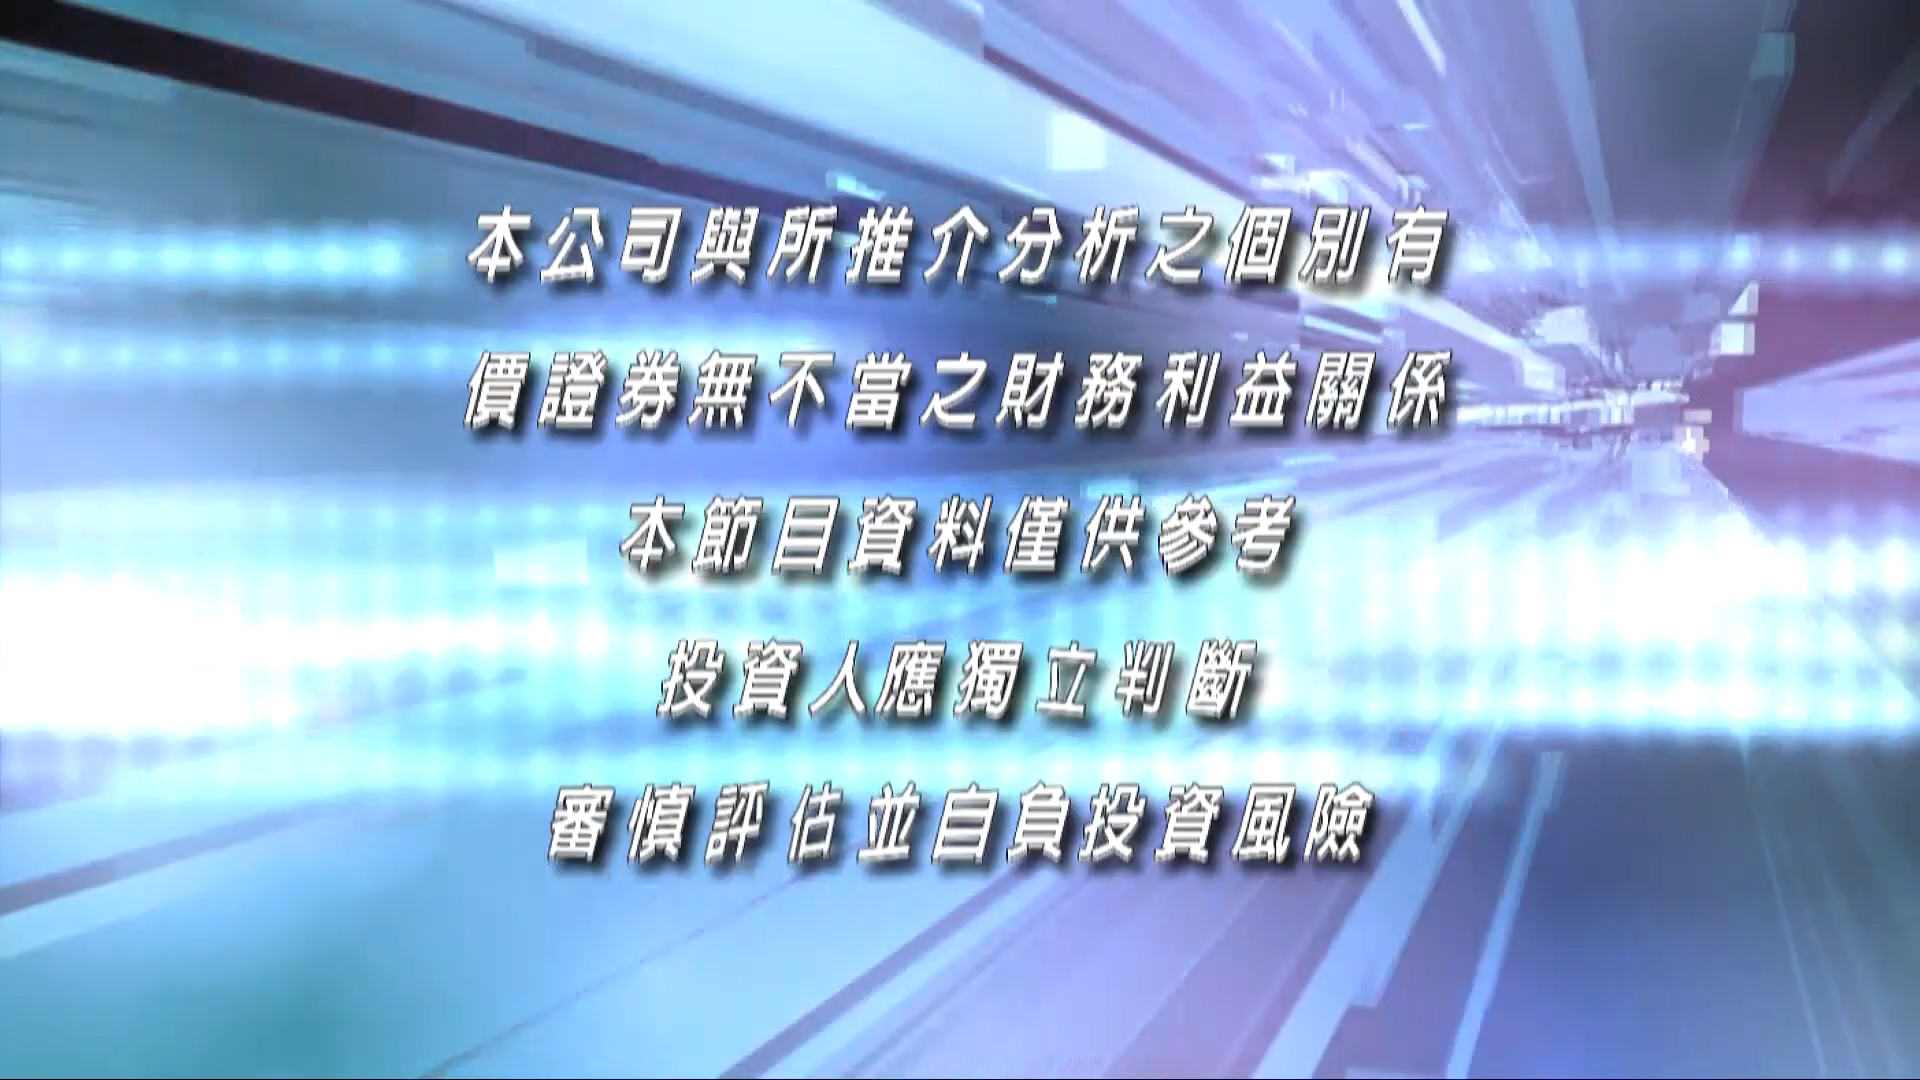 本公司與所推介分析之個別有
價證券無不當之財務利益關係
本節目資料僅供參考
投資人應獨立判斷
審慎評估並自負投資風險